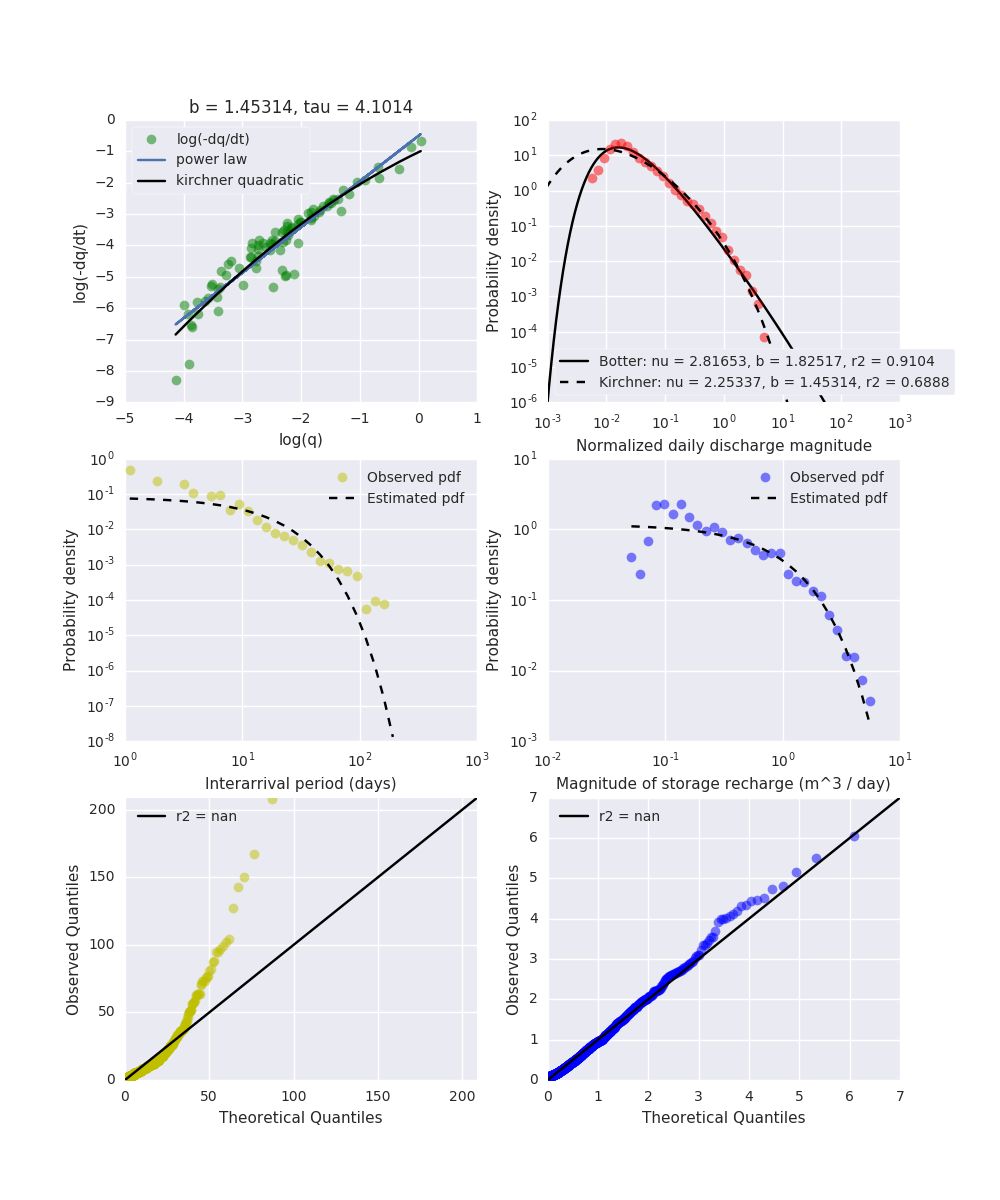 b = 1.45314, tau = 4.1014
0
−1
−2
−3
−4
−5
−6
−7
−8
−9
log(-dq/dt)
log(-dq/dt)
power law
kirchner quadratic
−5 −4 −3 −2 −1 0 1
log(q)
10^2
10^1
10^0
10^-1
10^-2
10^-3
10^-4
10^-5
10^-6
Probability density
Botter: nu = 2.81653, b = 1.82517, r2 = 0.9104
Kirchner: nu = 2.25337, b = 1.45314, r2 = 0.6888
10^-3 10^-2 10^-1 10^0 10^1 10^2 10^3
Normalized daily discharge magnitude
10^0
10^-1
10^-2
10^-3
10^-4
10^-5
10^-6
10^-7
10^-8
Probability density
Observed pdf
Estimated pdf
10^0 10^1 10^2 10^3
Interarrival period (days)
10^1
10^0
10^-1
10^-2
10^-3
Probability density
Observed pdf
Estimated pdf
10^-2 10^-1 10^0 10^1
Magnitude of storage recharge (m^3 / day)
200
150
100
50
0
Observed Quantiles
r2 = nan
0 50 100 150 200
Theoretical Quantiles
7
6
5
4
3
2
1
0
Observed Quantiles
r2 = nan
0 1 2 3 4 5 6 7
Theoretical Quantiles